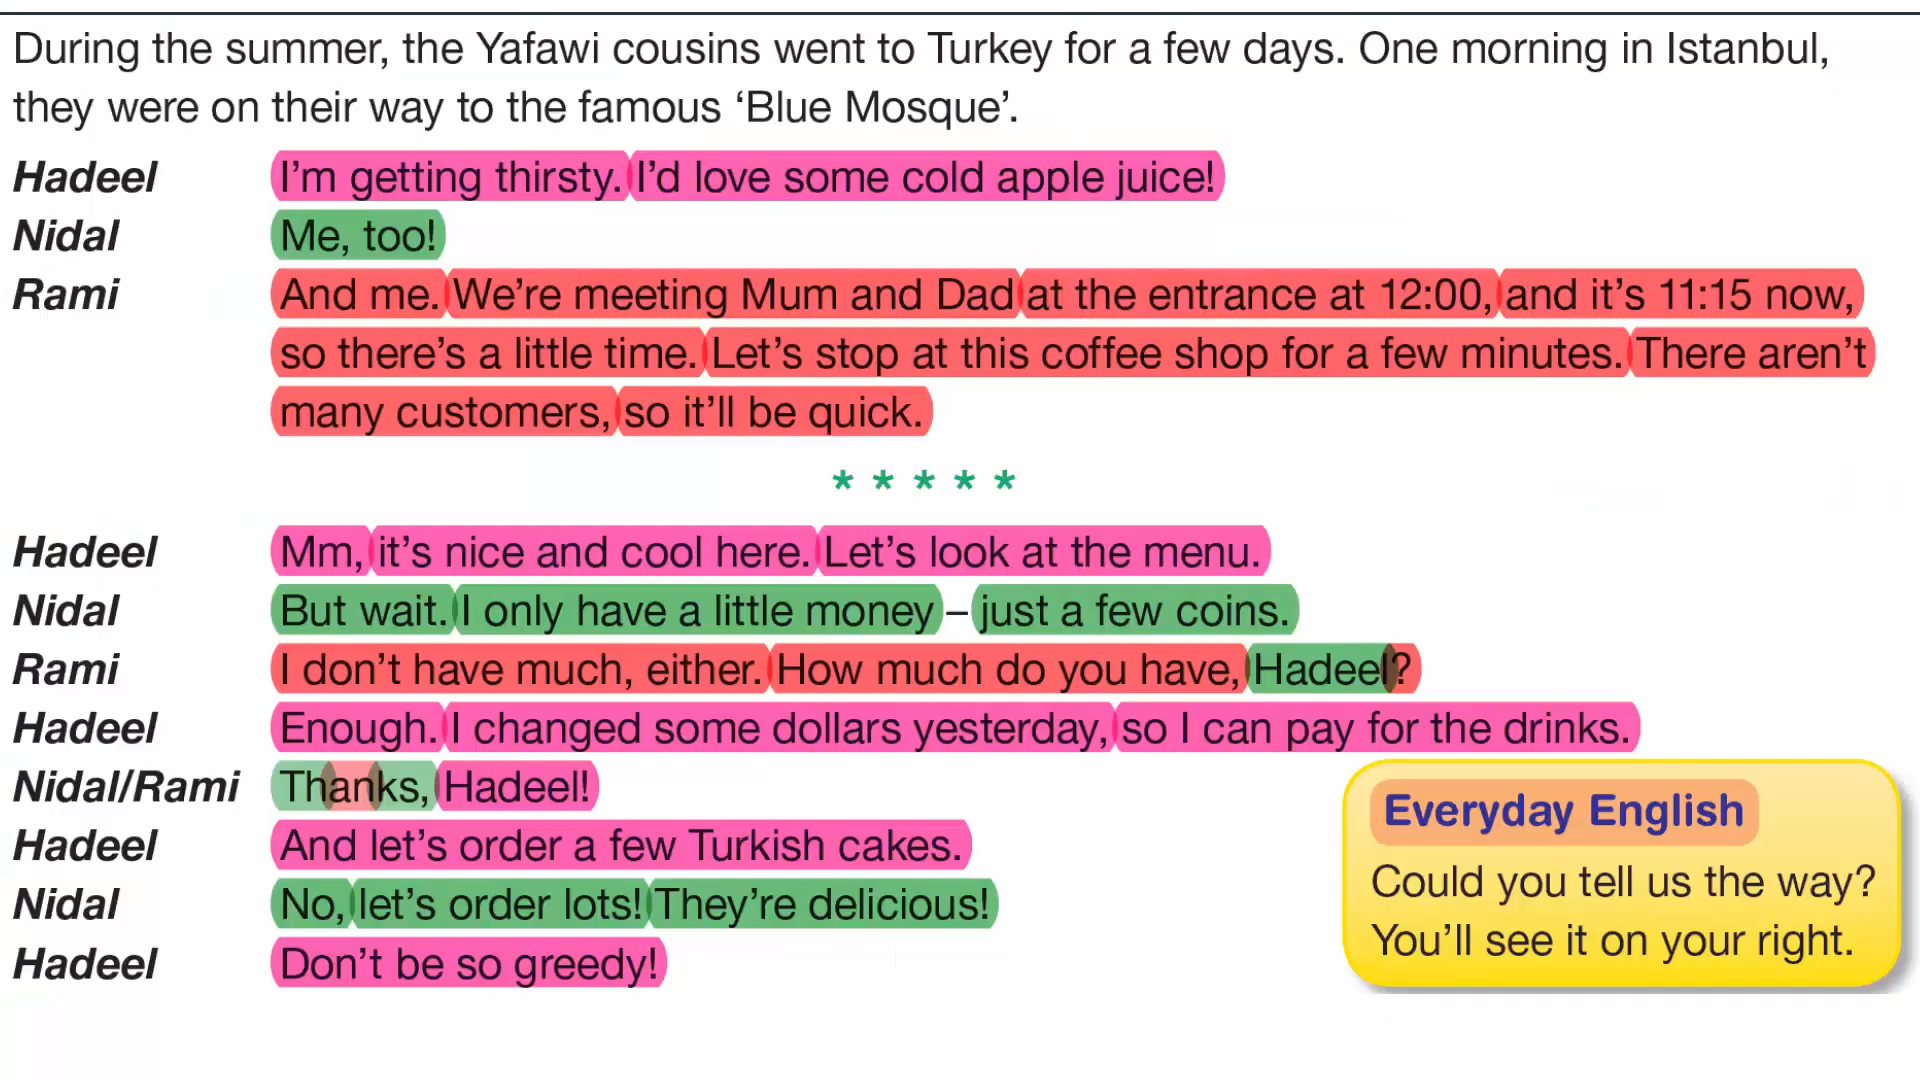 During the summer, the Yafawi cousins went to Turkey for a few days. One morning in Istanbul,
they were on their way to the famous ‘Blue Mosque’.
Hadeel I’m getting thirsty. I’d love some cold apple juice!
Nidal Me, too!
Rami And me. We’re meeting Mum and Dad at the entrance at 12:00, and it’s 11:15 now,
so there’s a little time. Let’s stop at this coffee shop for a few minutes. There aren’t
many customers, so it’ll be quick.
* * * * *
Hadeel Mm, it’s nice and cool here. Let’s look at the menu.
Nidal But wait. I only have a little money – just a few coins.
Rami I don’t have much, either. How much do you have, Hadeel?
Hadeel Enough. I changed some dollars yesterday, so I can pay for the drinks.
Nidal/Rami Thanks, Hadeel!
Hadeel And let’s order a few Turkish cakes.
Nidal No, let’s order lots! They’re delicious!
Hadeel Don’t be so greedy!
Everyday English
Could you tell us the way?
You’ll see it on your right.